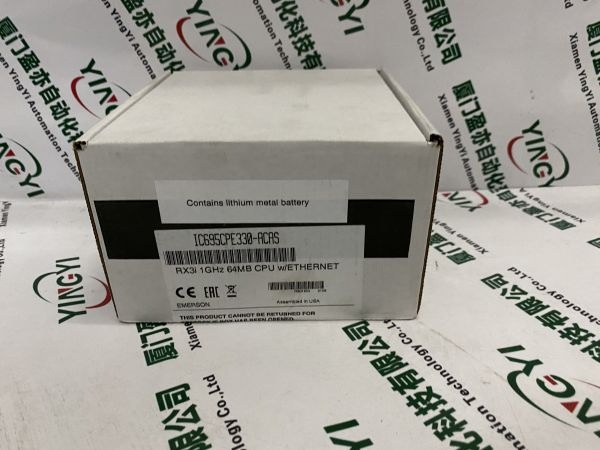 Contains lithium metal battery
IC695CPE330-ACAS
RX3i 1GHz 64MB CPU w/ETHERNET
CE EAC
EMERSON
Assembled in USA
THIS PRODUCT CANNOT BE RETURNED FOR
YINGYI
厦门盈亦自动化科技有限公司
Xiamen YingYi Automation Technology Co.,Ltd